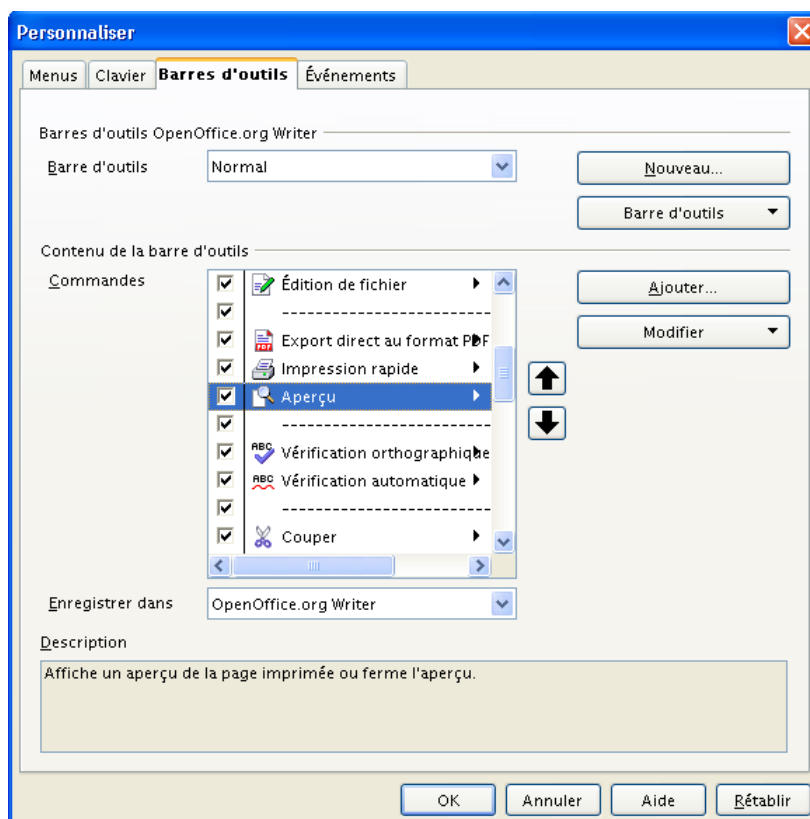 Personnaliser
Menus Clavier Barres d'outils Événements
Barres d'outils OpenOffice.org Writer
Barre d'outils Normal Nouveau...
Barre d'outils
Contenu de la barre d'outils
Commandes Édition de fichier Ajouter...
-------------------------
Export direct au format PDF Modifier
Impression rapide
Aperçu
-------------------------
ABC Vérification orthographique
ABC Vérification automatique
-------------------------
Couper
Enregistrer dans OpenOffice.org Writer
Description
Affiche un aperçu de la page imprimée ou ferme l'aperçu.
OK Annuler Aide Rétablir